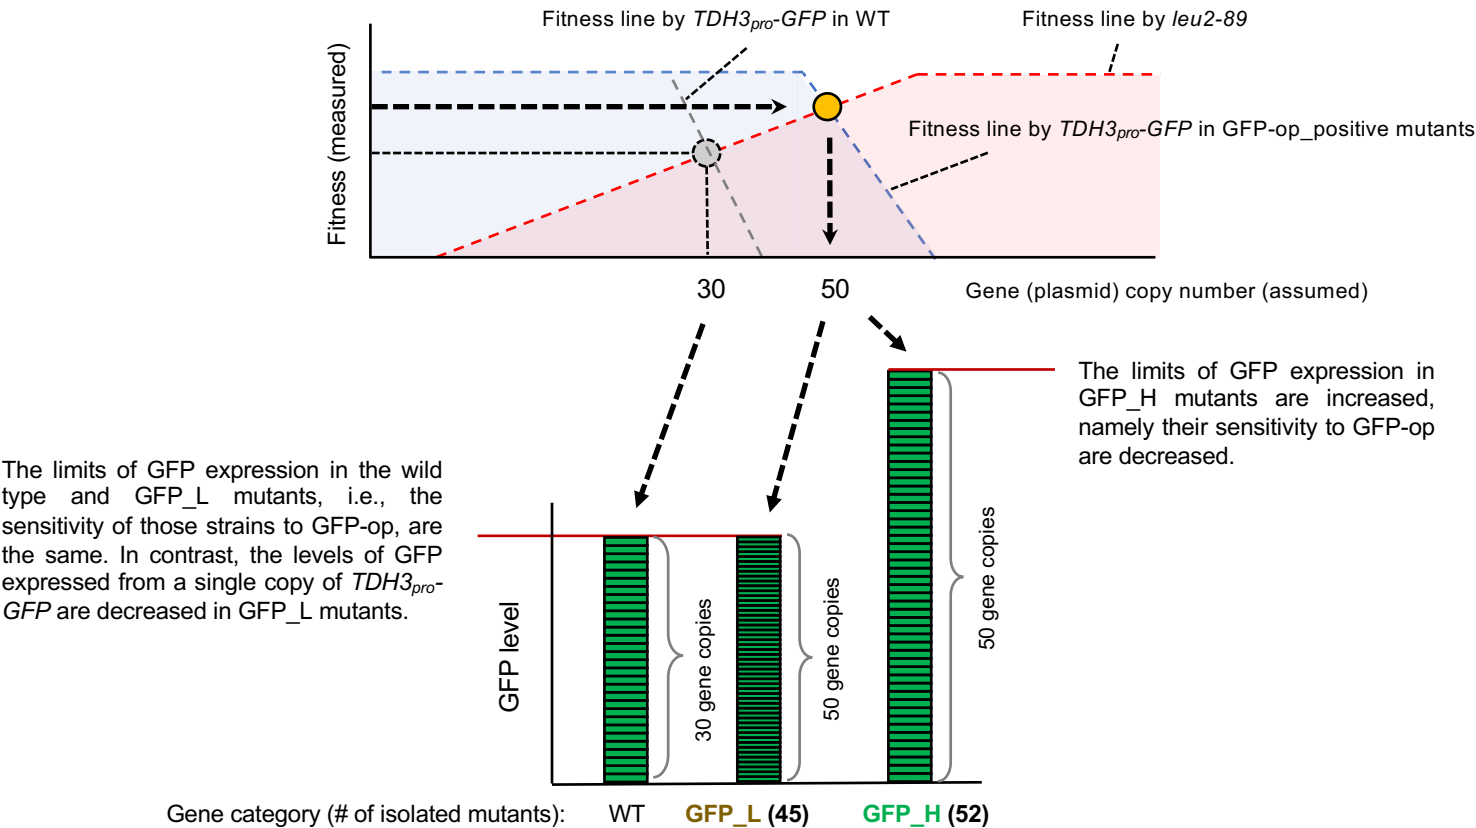 Fitness line by TDH3pro-GFP in WT
Fitness line by leu2-89
Fitness (measured)
Fitness line by TDH3pro-GFP in GFP-op_positive mutants
30
50
Gene (plasmid) copy number (assumed)
The limits of GFP expression in
GFP_H mutants are increased,
namely their sensitivity to GFP-op
are decreased.
The limits of GFP expression in the wild
type and GFP_L mutants, i.e., the
sensitivity of those strains to GFP-op, are
the same. In contrast, the levels of GFP
expressed from a single copy of TDH3pro-
GFP are decreased in GFP_L mutants.
GFP level
30 gene copies
50 gene copies
50 gene copies
Gene category (# of isolated mutants): WT GFP_L (45) GFP_H (52)